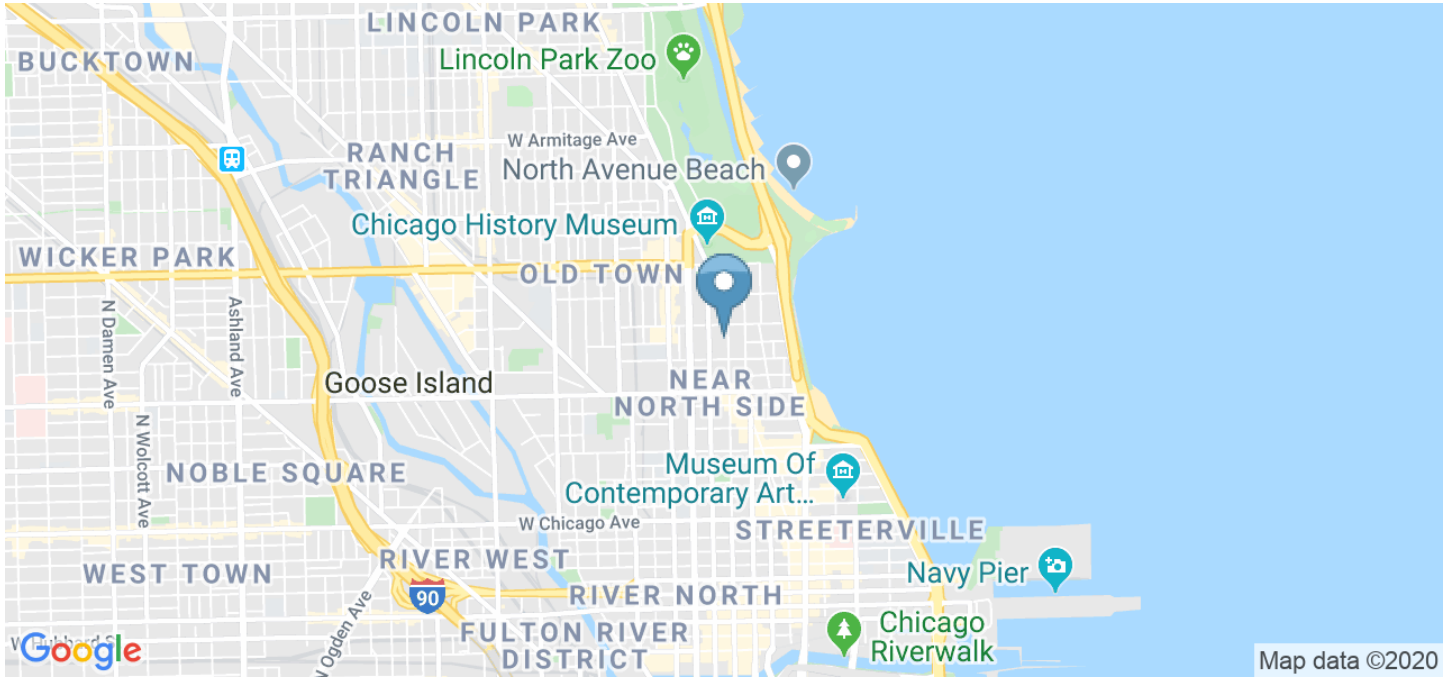 LINCOLN PARK
BUCKTOWN
Lincoln Park Zoo
W Armitage Ave
RANCH
TRIANGLE
North Avenue Beach
Chicago History Museum
WICKER PARK
OLD TOWN
N Damen Ave
Ashland Ave
Goose Island
NEAR
NORTH SIDE
N Wolcott Ave
NOBLE SQUARE
Museum Of
Contemporary Art...
W Chicago Ave
STREETERVILLE
RIVER WEST
WEST TOWN
Navy Pier
90
RIVER NORTH
N Ogden Ave
FULTON RIVER
DISTRICT
Chicago
Riverwalk
W Hubbard S
Google
Map data ©2020